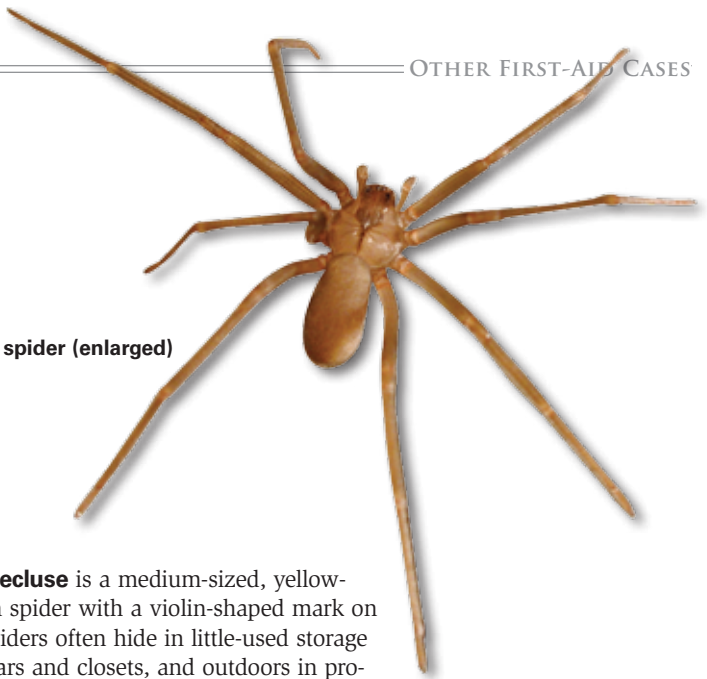 OTHER FIRST-AID CASES
spider (enlarged)
ecluse is a medium-sized, yellow-
spider with a violin-shaped mark on
iders often hide in little-used storage
ars and closets, and outdoors in pro-